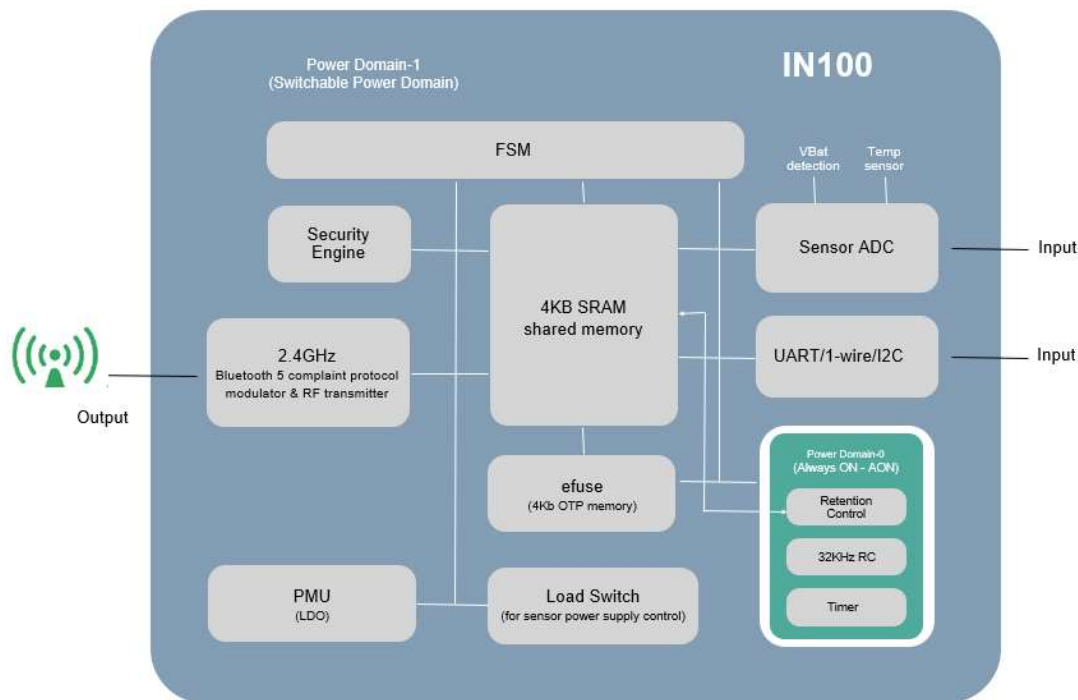 Power Domain-1
(Switchable Power Domain)
IN100
FSM
VBat
detection
Temp
sensor
Security
Engine
4KB SRAM
shared memory
Sensor ADC
Input
2.4GHz
Bluetooth 5 complaint protocol
modulator & RF transmitter
UART/1-wire/I2C
Input
Output
efuse
(4Kb OTP memory)
Power Domain-0
(Always ON - AON)
Retention
Control
32KHz RC
Timer
PMU
(LDO)
Load Switch
(for sensor power supply control)